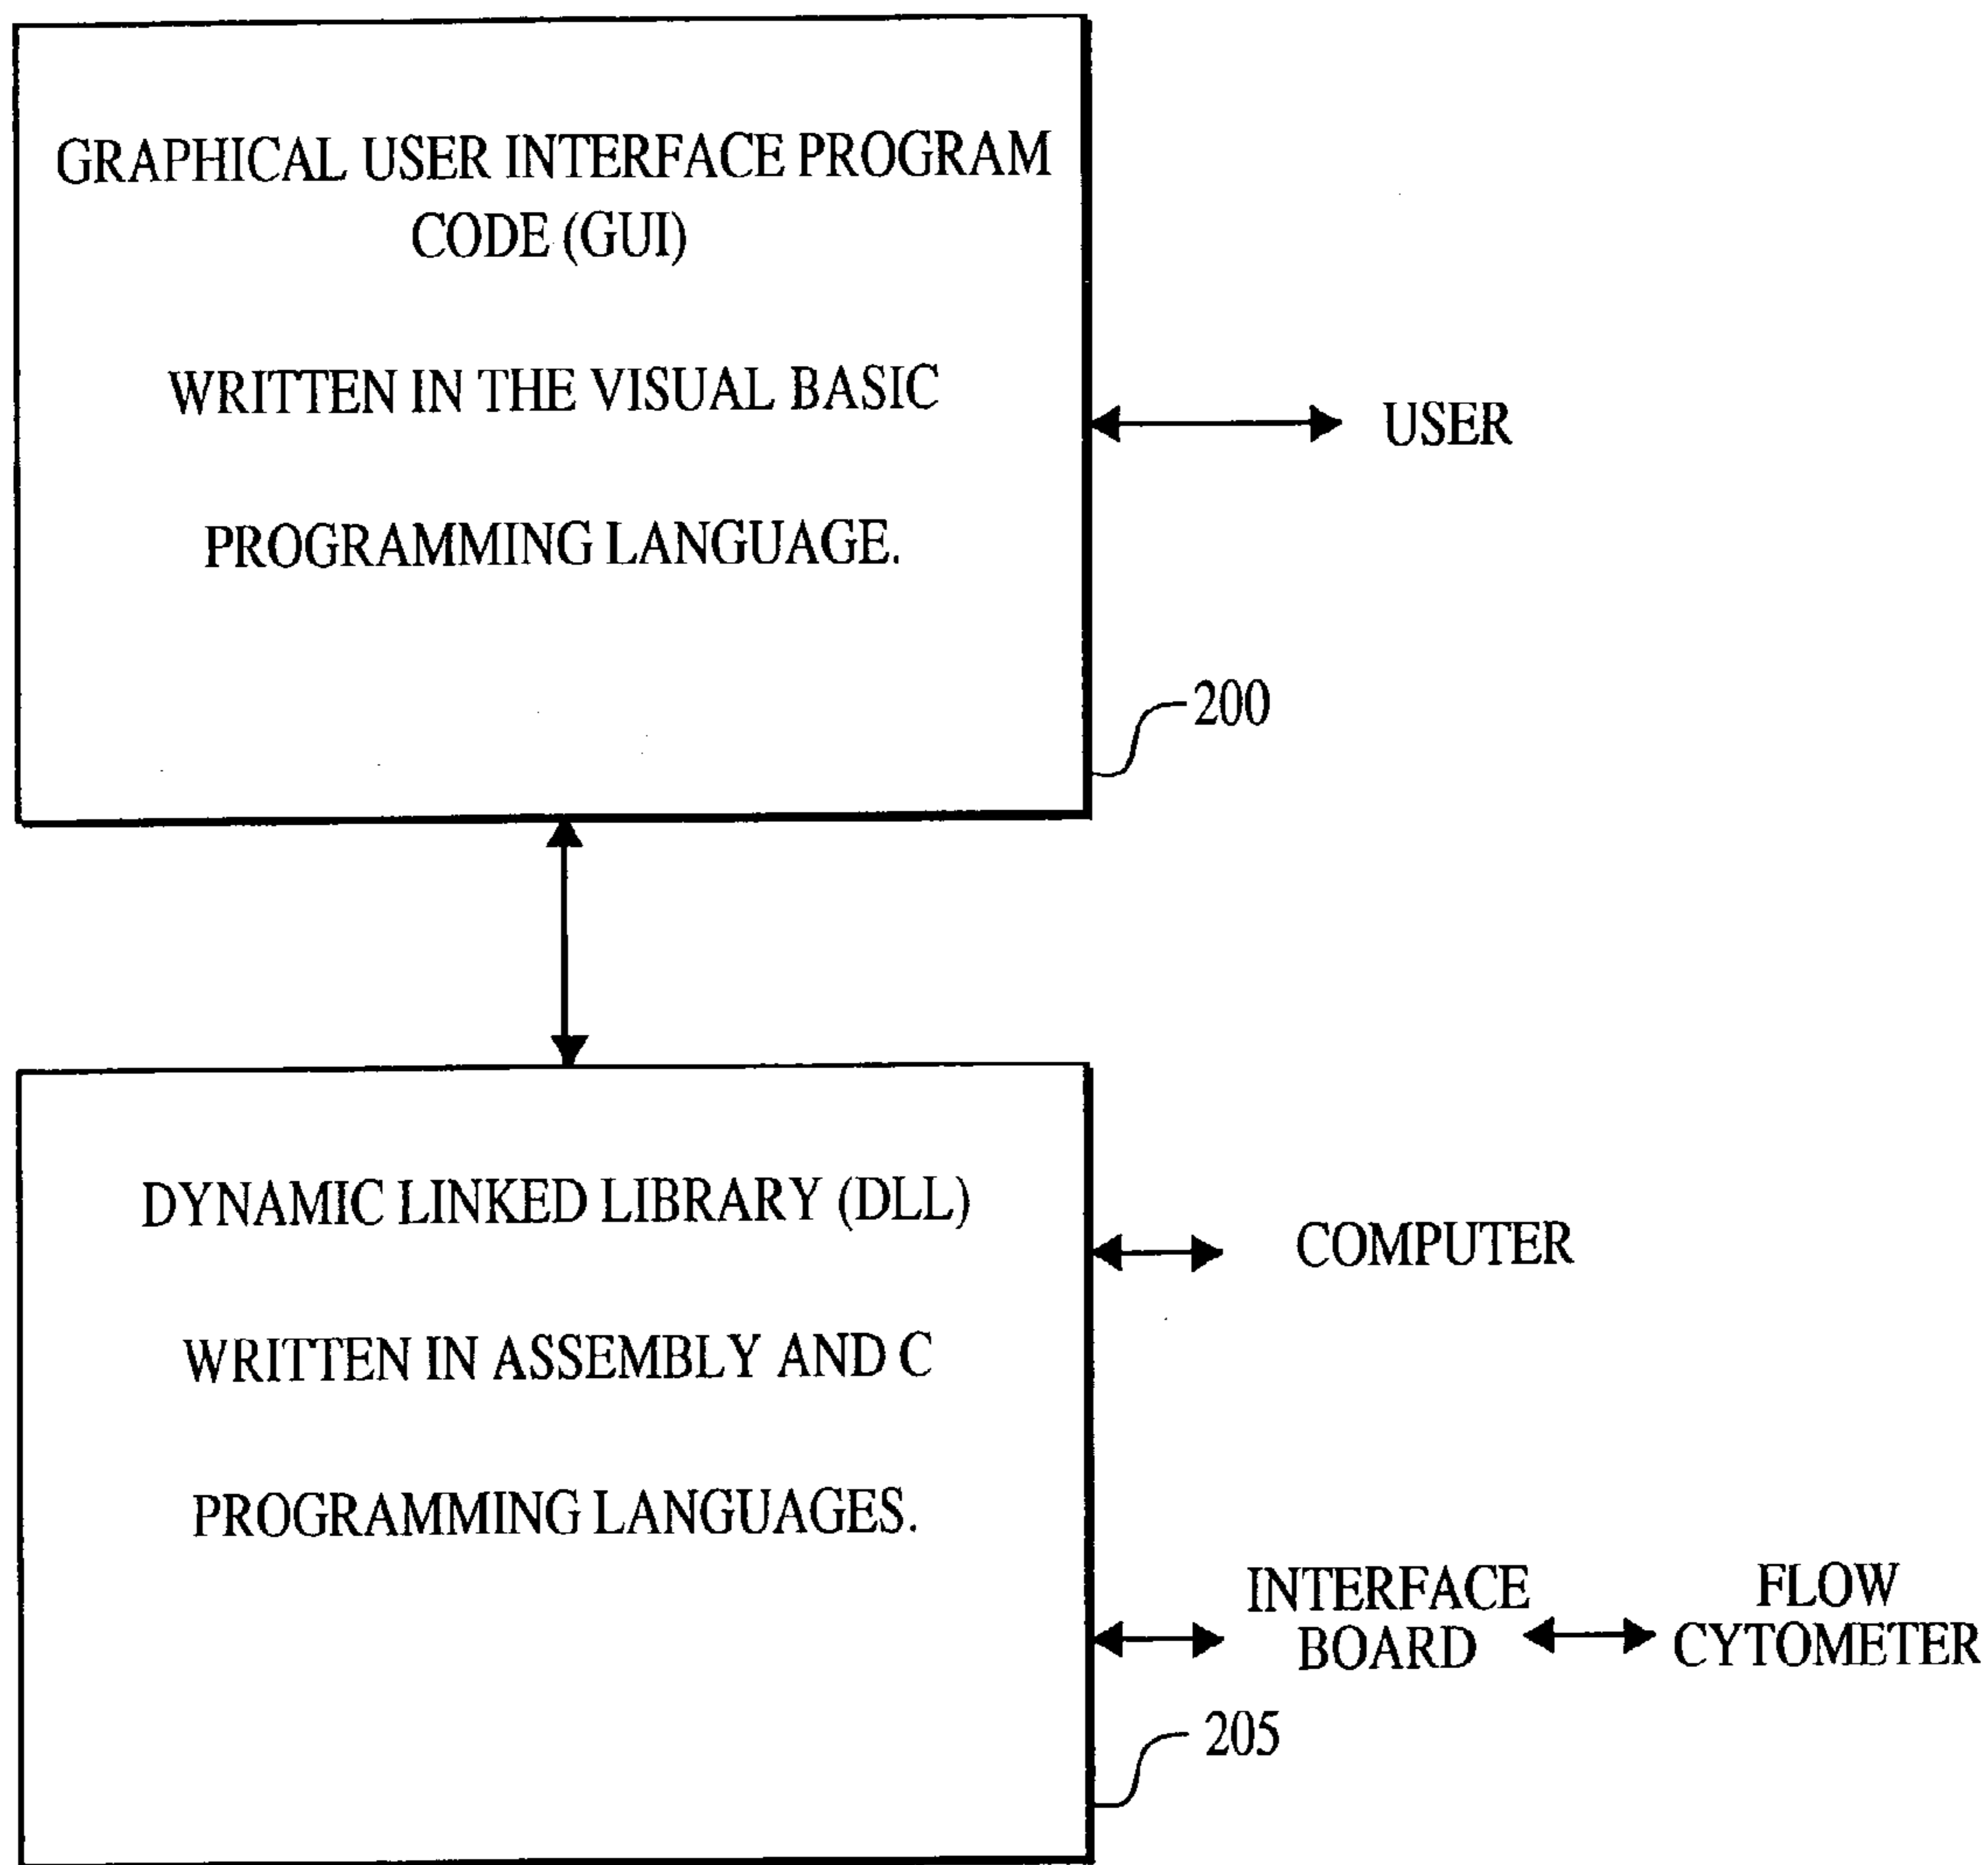 GRAPHICAL USER INTERFACE PROGRAM
CODE (GUI)
WRITTEN IN THE VISUAL BASIC
PROGRAMMING LANGUAGE.
USER
200
DYNAMIC LINKED LIBRARY (DLL)
WRITTEN IN ASSEMBLY AND C
PROGRAMMING LANGUAGES.
COMPUTER
INTERFACE
BOARD
FLOW
CYTOMETER
205